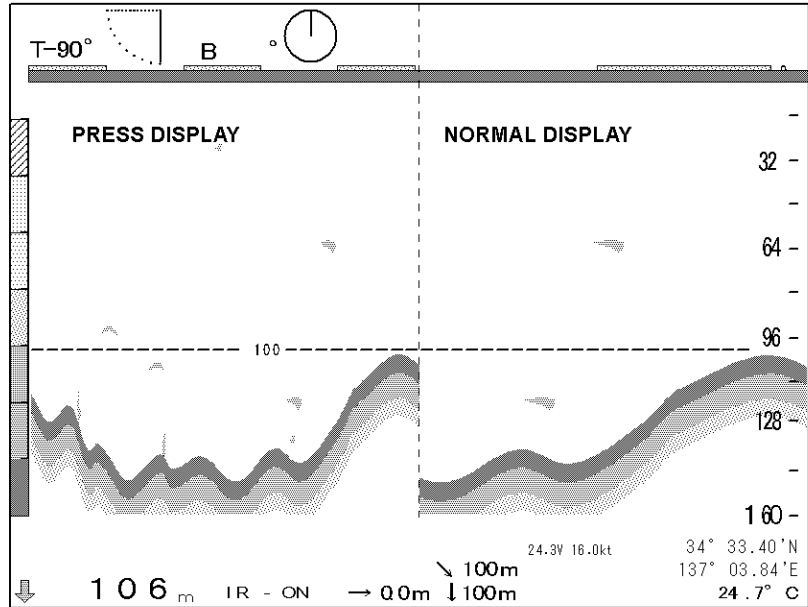 T-90° B °
PRESS DISPLAY NORMAL DISPLAY
32
64
96
100
128
160
24.3V 16.0kt 34° 33.40'N
↘ 100m 137° 03.84'E
106m IR - ON → 0.0m ↓ 100m 24.7° C